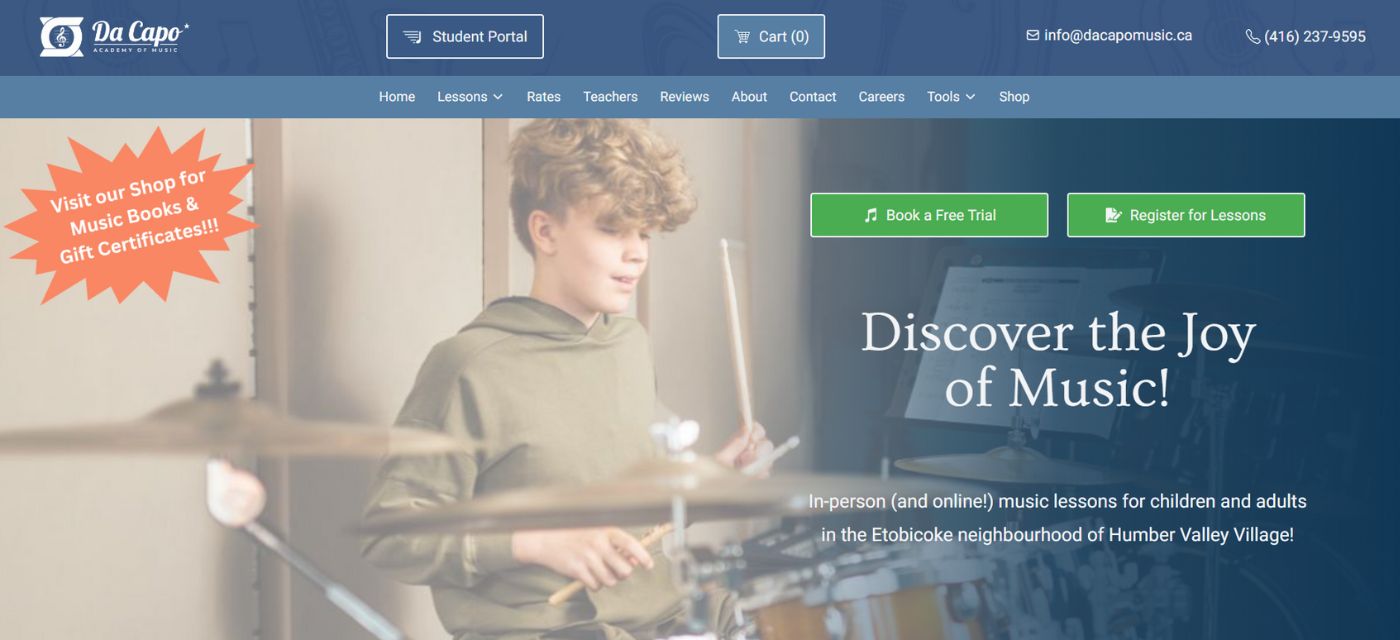 Da Capo
ACADEMY OF MUSIC
Student Portal
Cart (0)
info@dacapomusic.ca
(416) 237-9595
Home
Lessons
Rates
Teachers
Reviews
About
Contact
Careers
Tools
Shop
Visit our Shop for
Music Books &
Gift Certificates!!!
Book a Free Trial
Register for Lessons
Discover the Joy
of Music!
In-person (and online!) music lessons for children and adults
in the Etobicoke neighbourhood of Humber Valley Village!